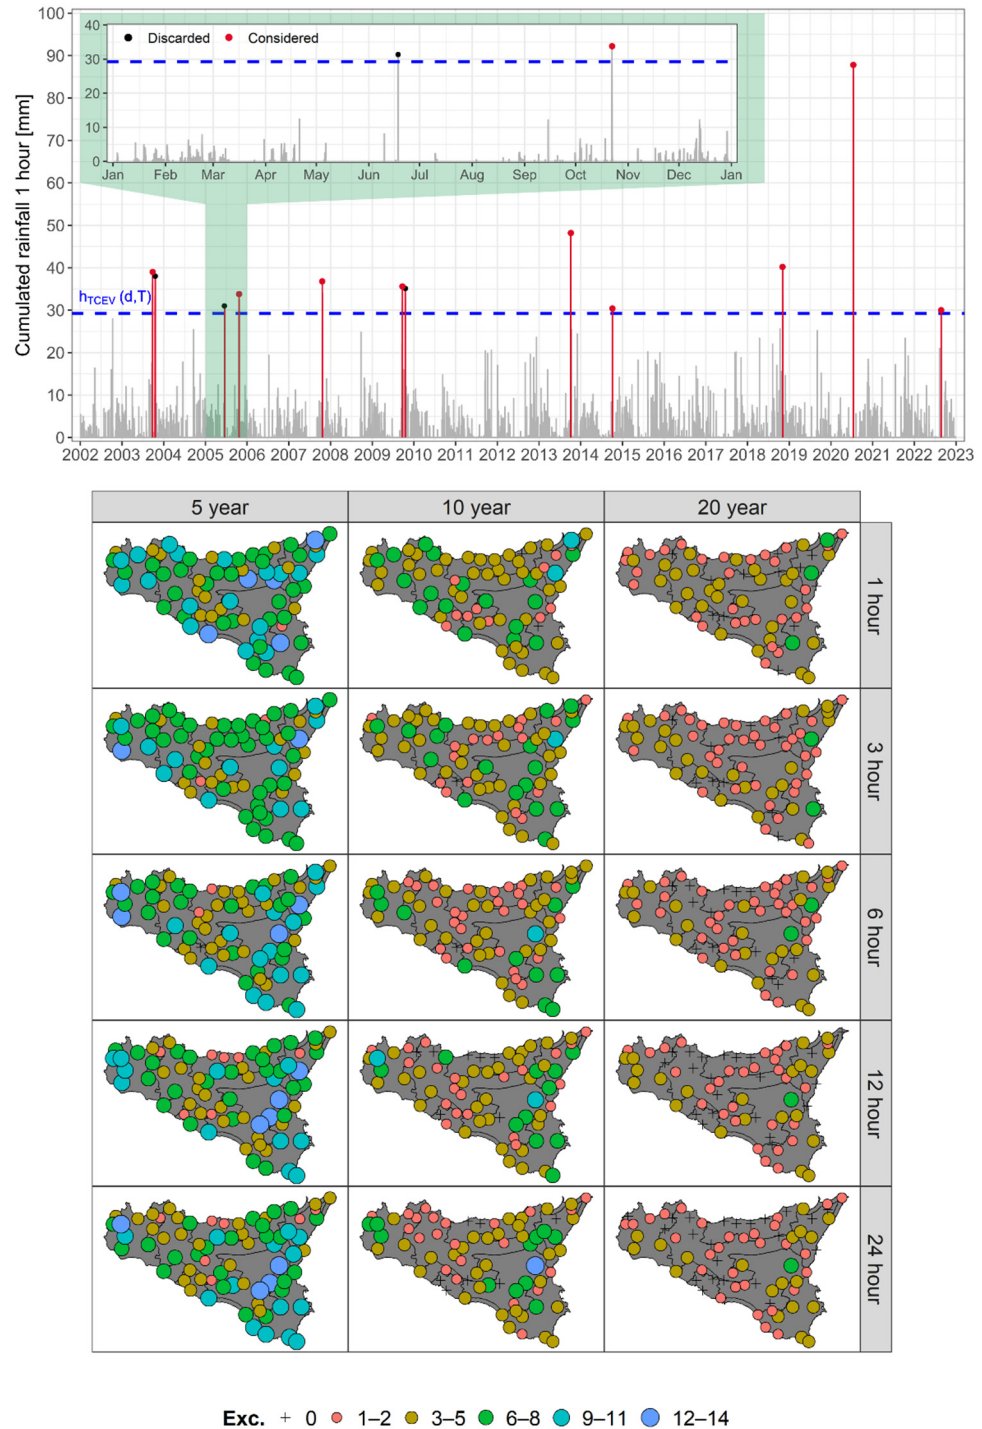 Cumulated rainfall 1 hour [mm]
100
90
80
70
60
50
40
30
20
10
0
40
30
20
10
0
Discarded Considered
Jan Feb Mar Apr May Jun Jul Aug Sep Oct Nov Dec Jan
hTCEV (d,T)
2002 2003 2004 2005 2006 2007 2008 2009 2010 2011 2012 2013 2014 2015 2016 2017 2018 2019 2020 2021 2022 2023
5 year 10 year 20 year
1 hour
3 hour
6 hour
12 hour
24 hour
Exc. 0 1–2 3–5 6–8 9–11 12–14